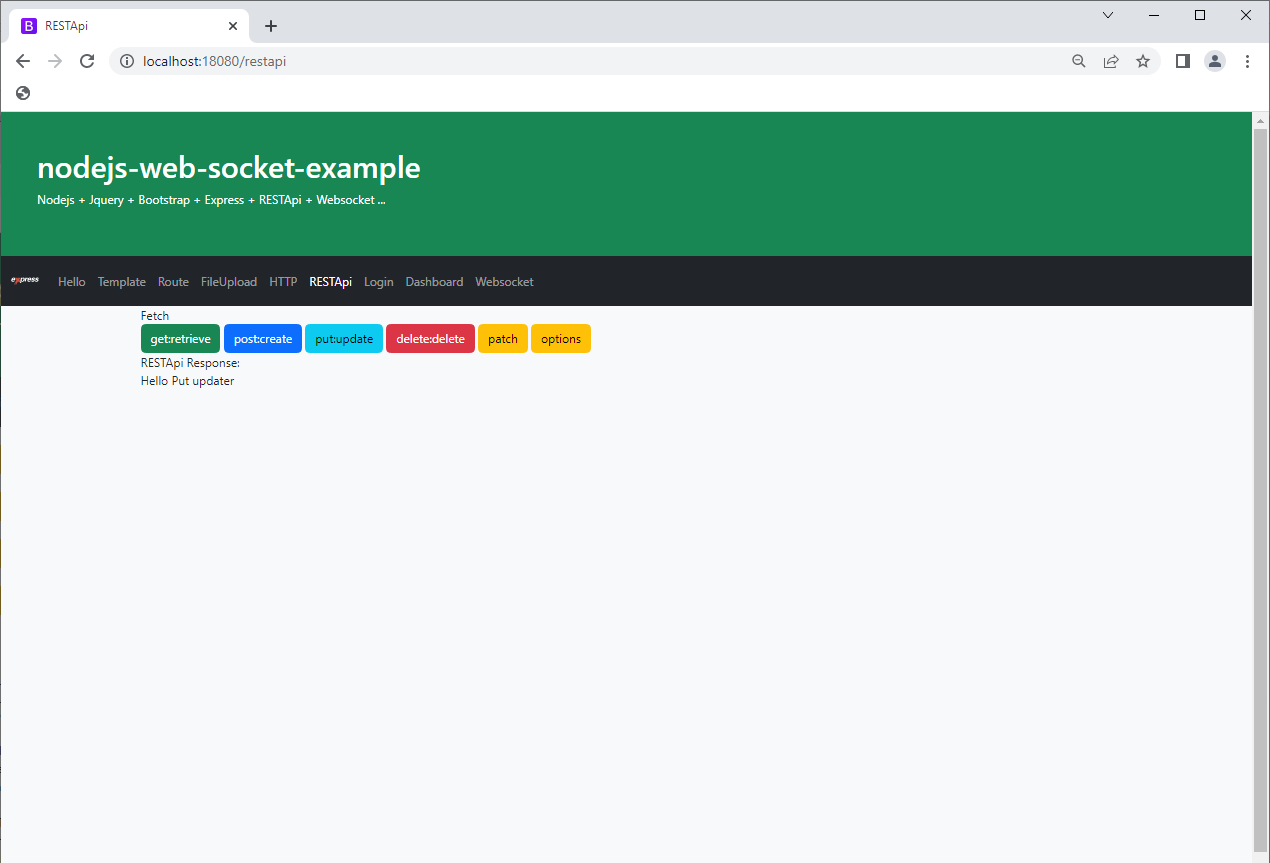 B RESTApi
localhost:18080/restapi
nodejs-web-socket-example
Nodejs + Jquery + Bootstrap + Express + RESTApi + Websocket ...
express Hello Template Route FileUpload HTTP RESTApi Login Dashboard Websocket
Fetch
get:retrieve post:create put:update delete:delete patch options
RESTApi Response:
Hello Put updater